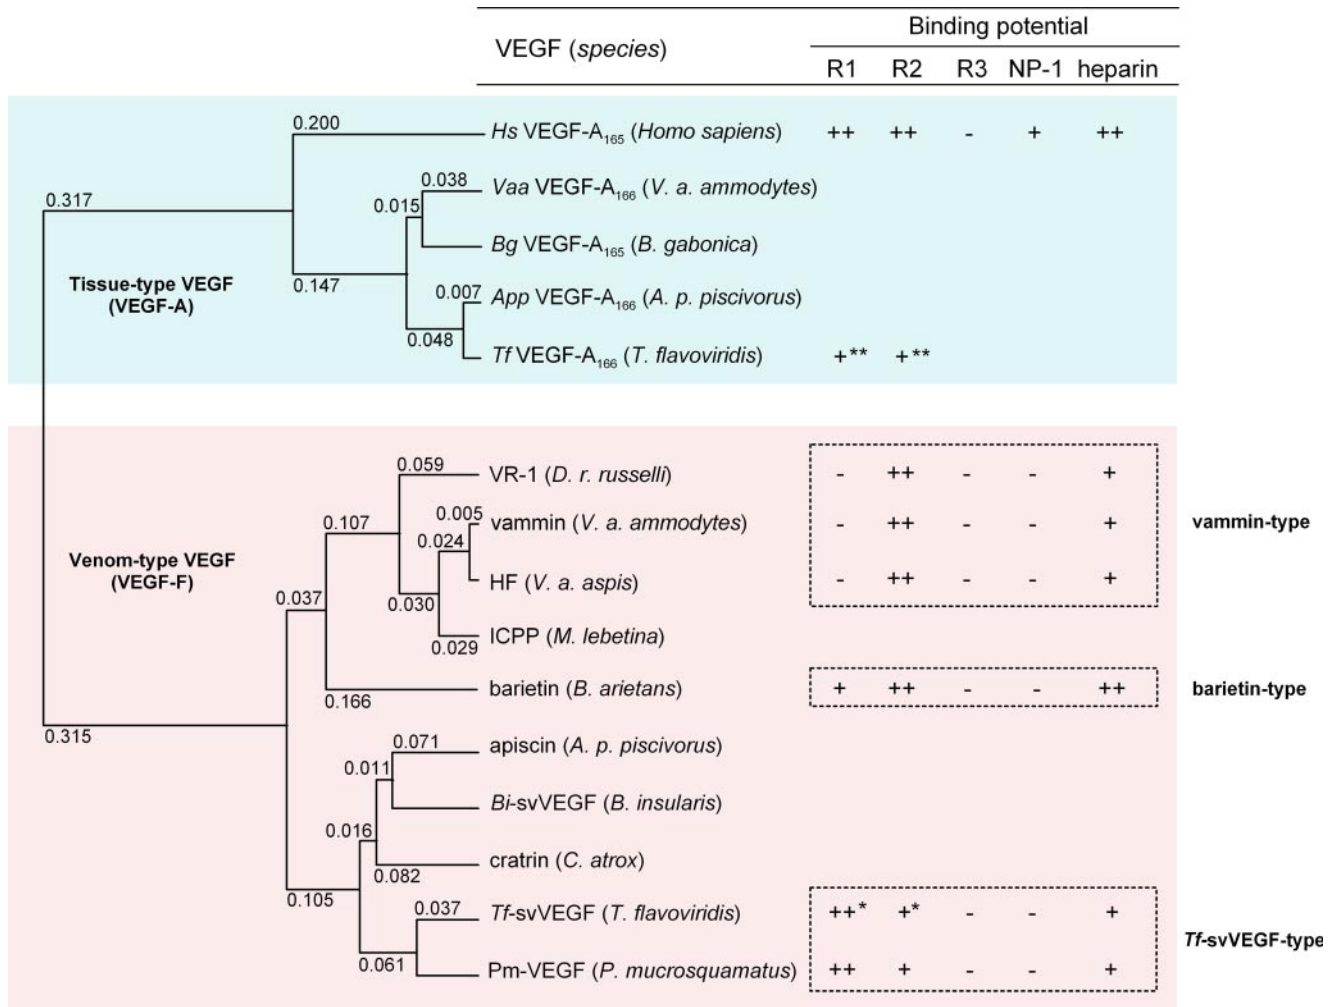 VEGF (species)
Binding potential
R1 R2 R3 NP-1 heparin
0.200
Hs VEGF-A165 (Homo sapiens) ++ ++ - + ++
0.038
Vaa VEGF-A166 (V. a. ammodytes)
0.317
0.015
Bg VEGF-A165 (B. gabonica)
Tissue-type VEGF
(VEGF-A)
0.147
0.007
App VEGF-A166 (A. p. piscivorus)
0.048
Tf VEGF-A166 (T. flavoviridis) +** +**
0.059
VR-1 (D. r. russelli) - ++ - - +
0.005
vammin (V. a. ammodytes) - ++ - - +
vammin-type
0.107
0.024
Venom-type VEGF
(VEGF-F)
HF (V. a. aspis) - ++ - - +
0.037
0.030
ICPP (M. lebetina)
0.029
barietin (B. arietans) + ++ - - ++
barietin-type
0.166
0.315
0.071
apiscin (A. p. piscivorus)
0.011
Bi-svVEGF (B. insularis)
0.016
cratrin (C. atrox)
0.082
0.105
0.037
Tf-svVEGF (T. flavoviridis) ++* +* - - +
Tf-svVEGF-type
0.061
Pm-VEGF (P. mucrosquamatus) ++ + - - +